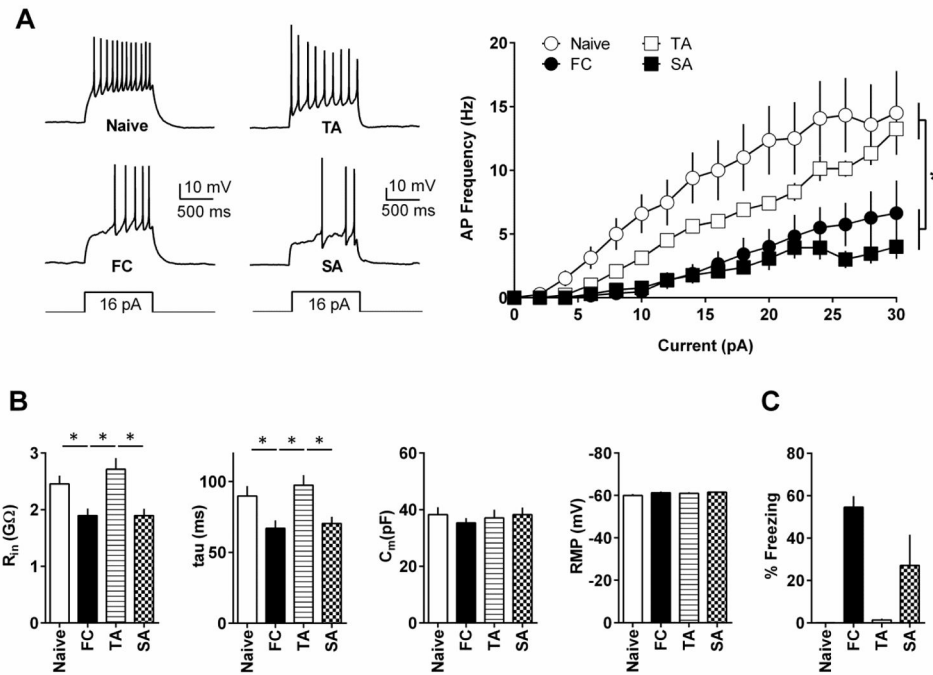 A
Naive
TA
FC
SA
10 mV
500 ms
10 mV
500 ms
16 pA
16 pA
Naive
TA
FC
SA
AP Frequency (Hz)
20
15
10
5
0
0 5 10 15 20 25 30
Current (pA)
*
B
* * *
Rin (GΩ)
3
2
1
0
Naive FC TA SA
* * *
tau (ms)
100
50
0
Naive FC TA SA
Cm(pF)
60
40
20
0
Naive FC TA SA
RMP (mV)
-80
-60
-40
-20
0
Naive FC TA SA
C
% Freezing
80
60
40
20
0
Naive FC TA SA